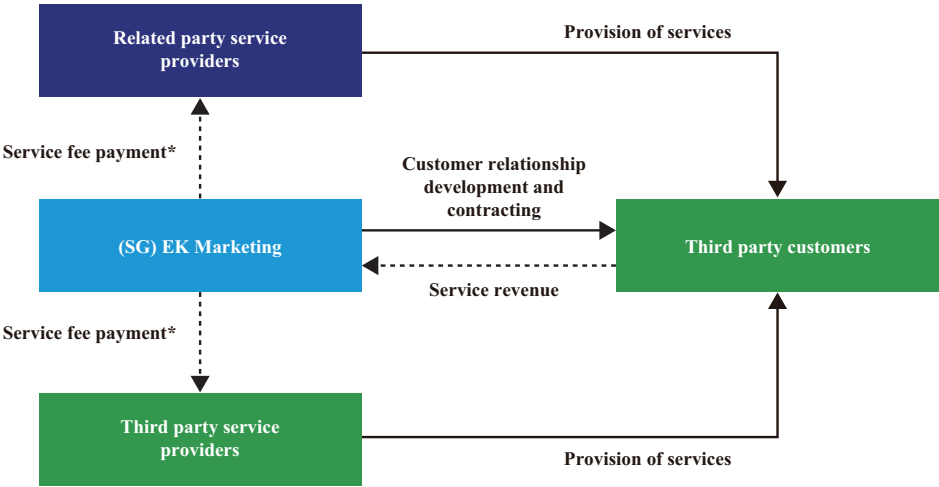 Related party service
providers
Provision of services
Service fee payment*
Customer relationship
development and
contracting
(SG) EK Marketing
Third party customers
Service revenue
Service fee payment*
Third party service
providers
Provision of services